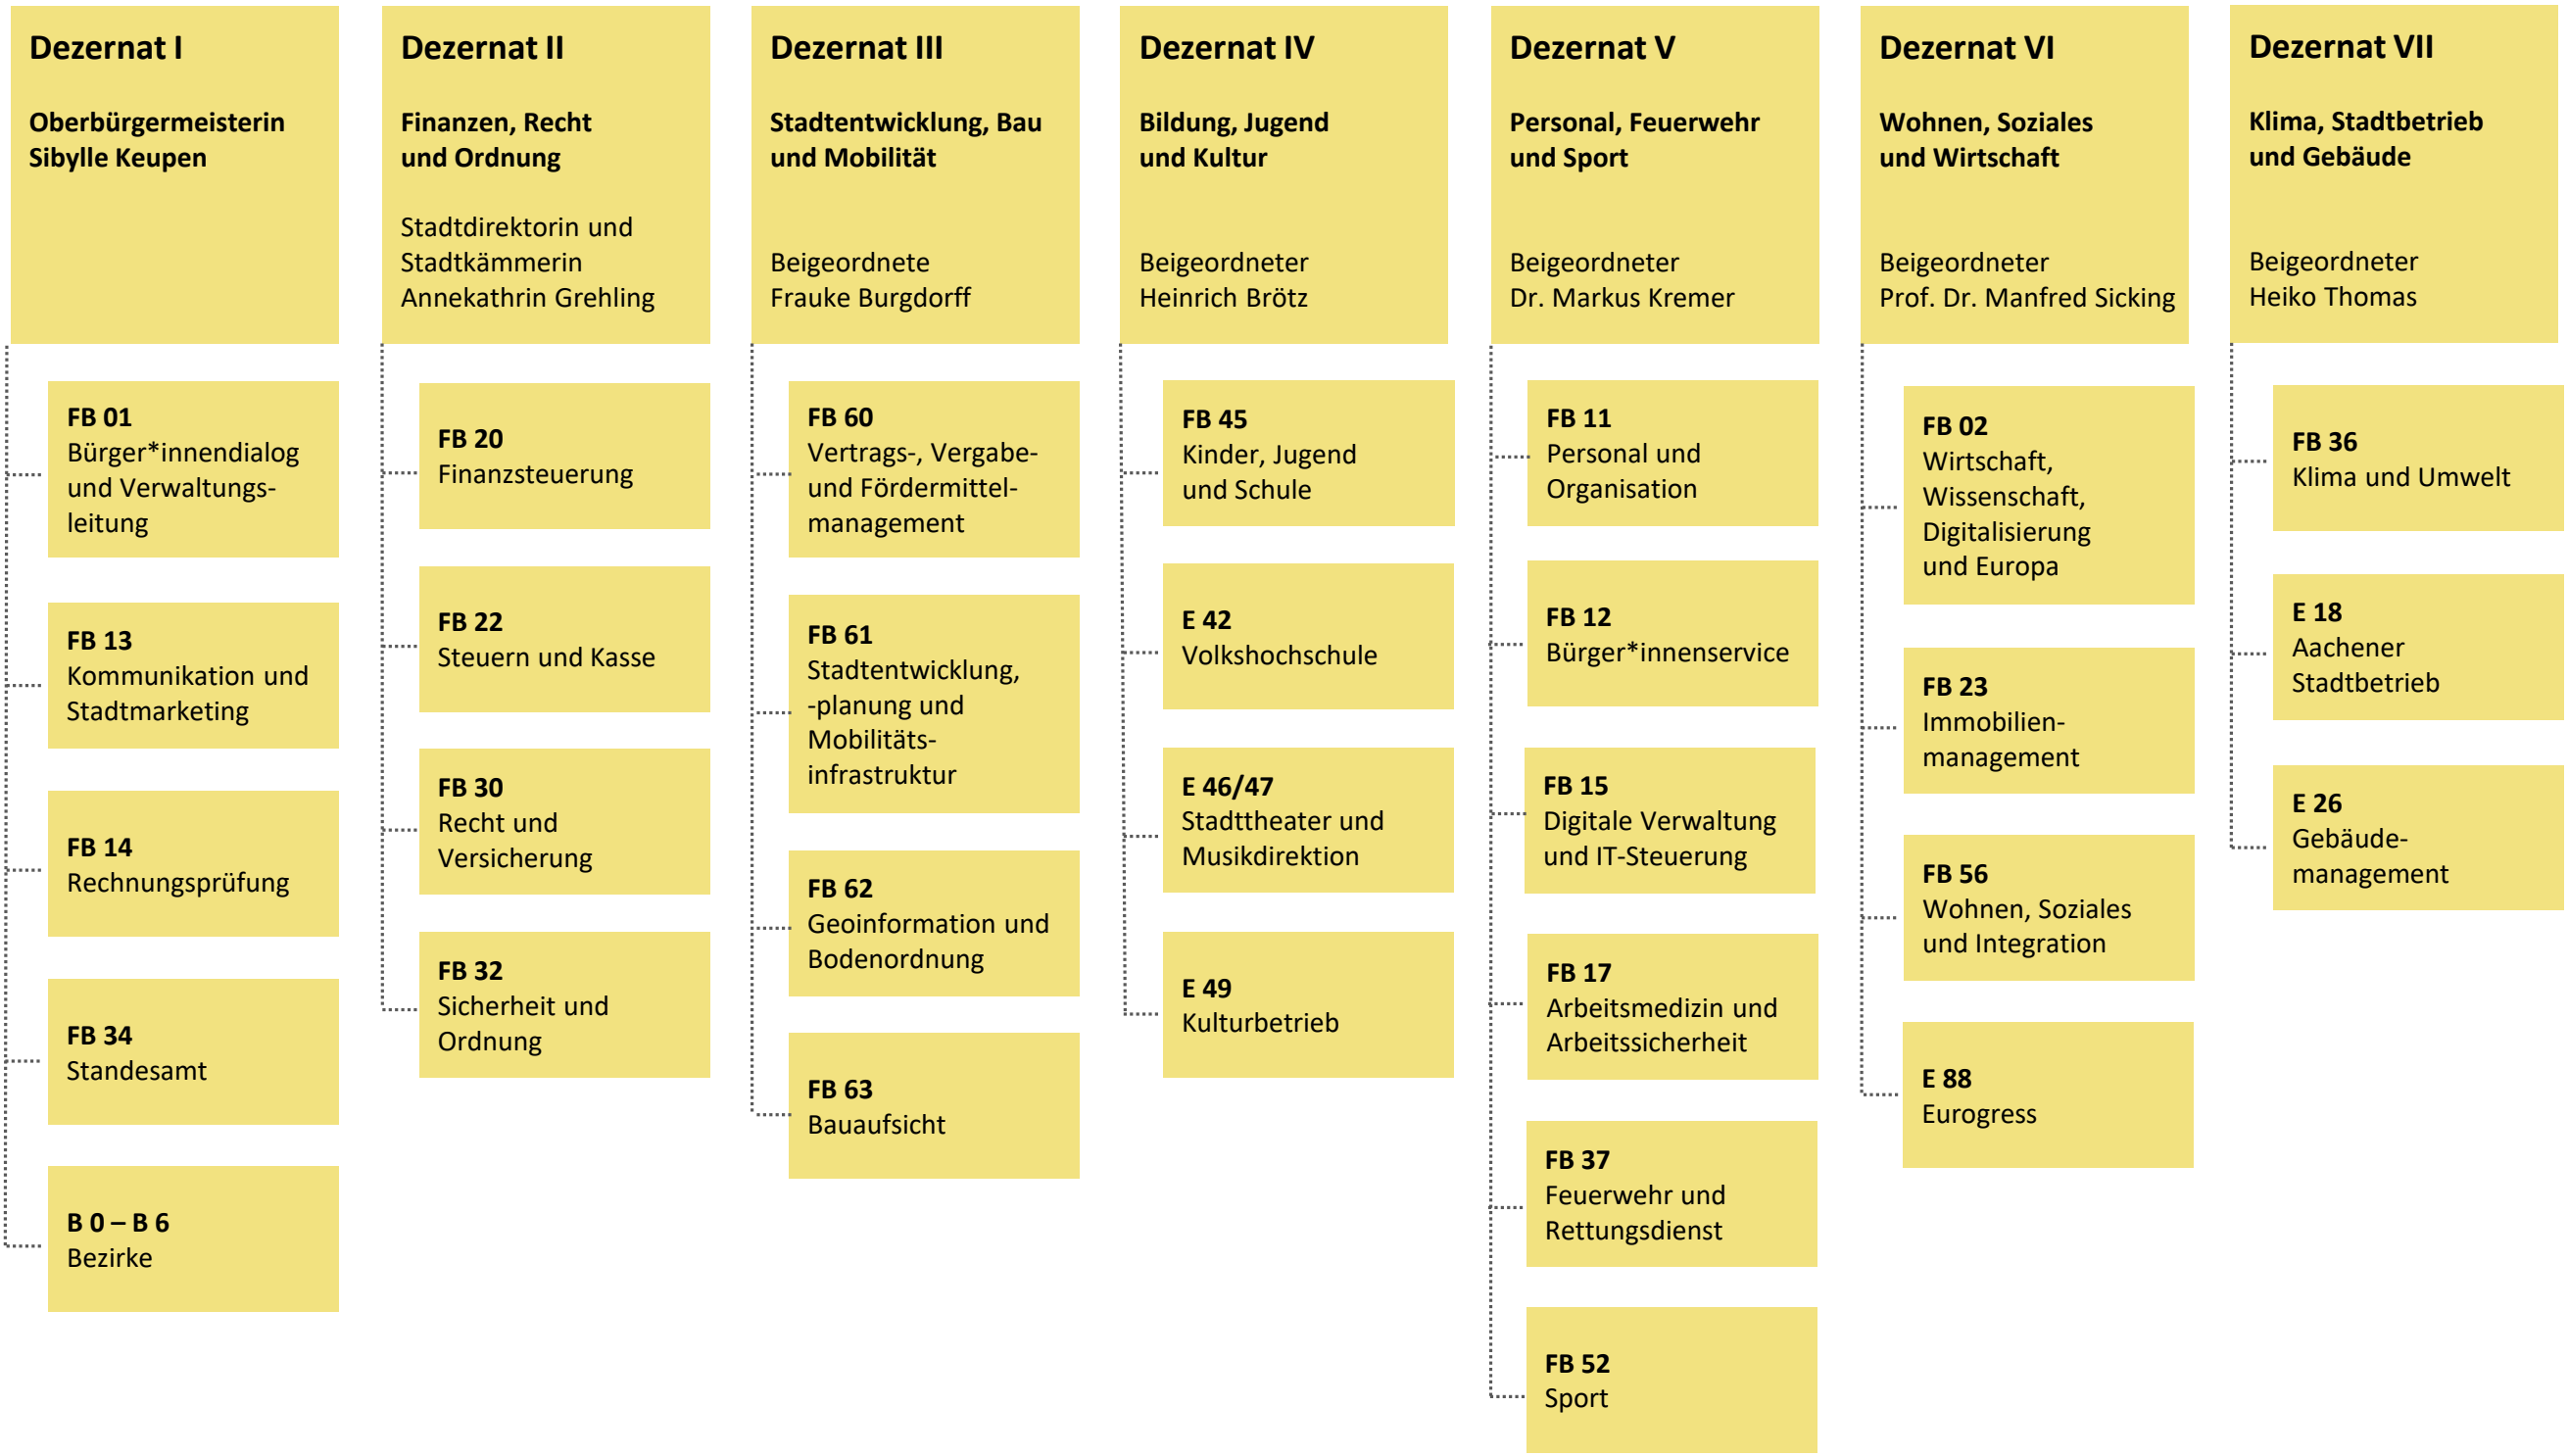 Dezernat I
Oberbürgermeisterin
Sibylle Keupen
FB 01
Bürger*innendialog
und Verwaltungs-
leitung
FB 13
Kommunikation und
Stadtmarketing
FB 14
Rechnungsprüfung
FB 34
Standesamt
B 0 – B 6
Bezirke
Dezernat II
Finanzen, Recht
und Ordnung
Stadtdirektorin und
Stadtkämmerin
Annekathrin Grehling
FB 20
Finanzsteuerung
FB 22
Steuern und Kasse
FB 30
Recht und
Versicherung
FB 32
Sicherheit und
Ordnung
Dezernat III
Stadtentwicklung, Bau
und Mobilität
Beigeordnete
Frauke Burgdorff
FB 60
Vertrags-, Vergabe-
und Fördermittel-
management
FB 61
Stadtentwicklung,
-planung und
Mobilitäts-
infrastruktur
FB 62
Geoinformation und
Bodenordnung
FB 63
Bauaufsicht
Dezernat IV
Bildung, Jugend
und Kultur
Beigeordneter
Heinrich Brötz
FB 45
Kinder, Jugend
und Schule
E 42
Volkshochschule
E 46/47
Stadttheater und
Musikdirektion
E 49
Kulturbetrieb
Dezernat V
Personal, Feuerwehr
und Sport
Beigeordneter
Dr. Markus Kremer
FB 11
Personal und
Organisation
FB 12
Bürger*innenservice
FB 15
Digitale Verwaltung
und IT-Steuerung
FB 17
Arbeitsmedizin und
Arbeitssicherheit
FB 37
Feuerwehr und
Rettungsdienst
FB 52
Sport
Dezernat VI
Wohnen, Soziales
und Wirtschaft
Beigeordneter
Prof. Dr. Manfred Sicking
FB 02
Wirtschaft,
Wissenschaft,
Digitalisierung
und Europa
FB 23
Immobilien-
management
FB 56
Wohnen, Soziales
und Integration
E 88
Eurogress
Dezernat VII
Klima, Stadtbetrieb
und Gebäude
Beigeordneter
Heiko Thomas
FB 36
Klima und Umwelt
E 18
Aachener
Stadtbetrieb
E 26
Gebäude-
management